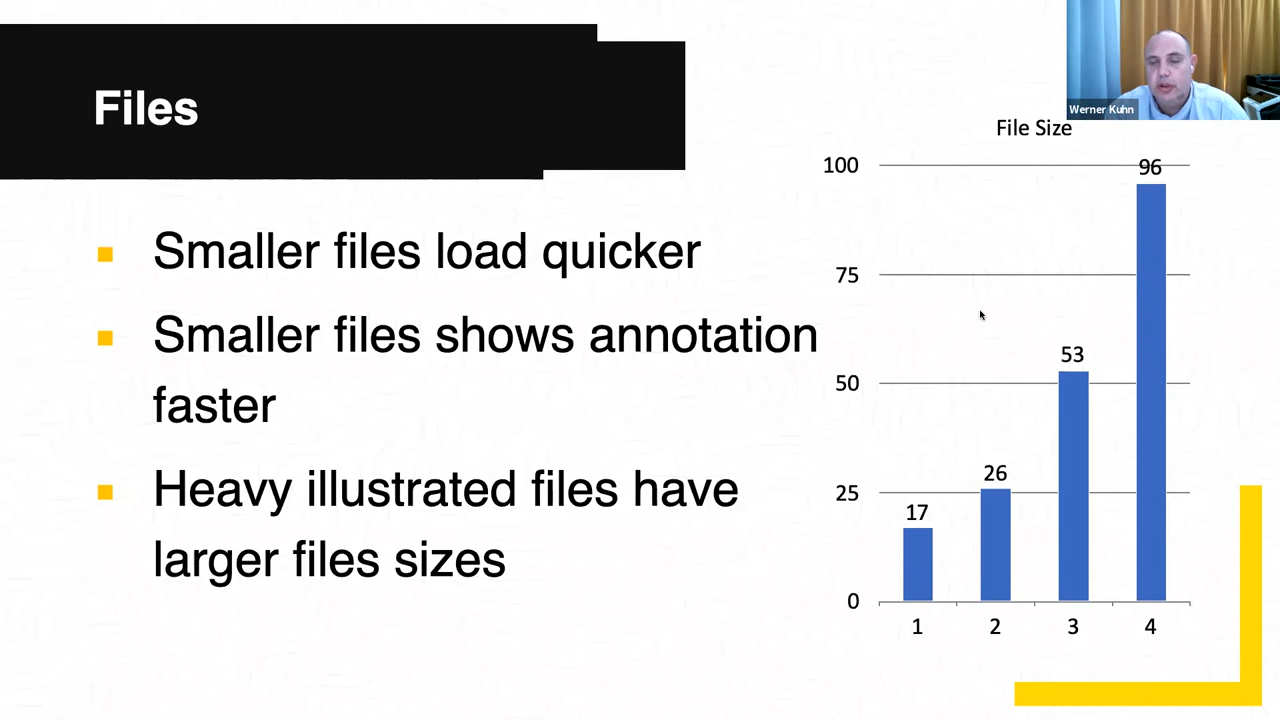 Files
Smaller files load quicker
Smaller files shows annotation
faster
Heavy illustrated files have
larger files sizes
Werner Kuhn
File Size
100
96
75
53
50
26
25
17
0
1 2 3 4